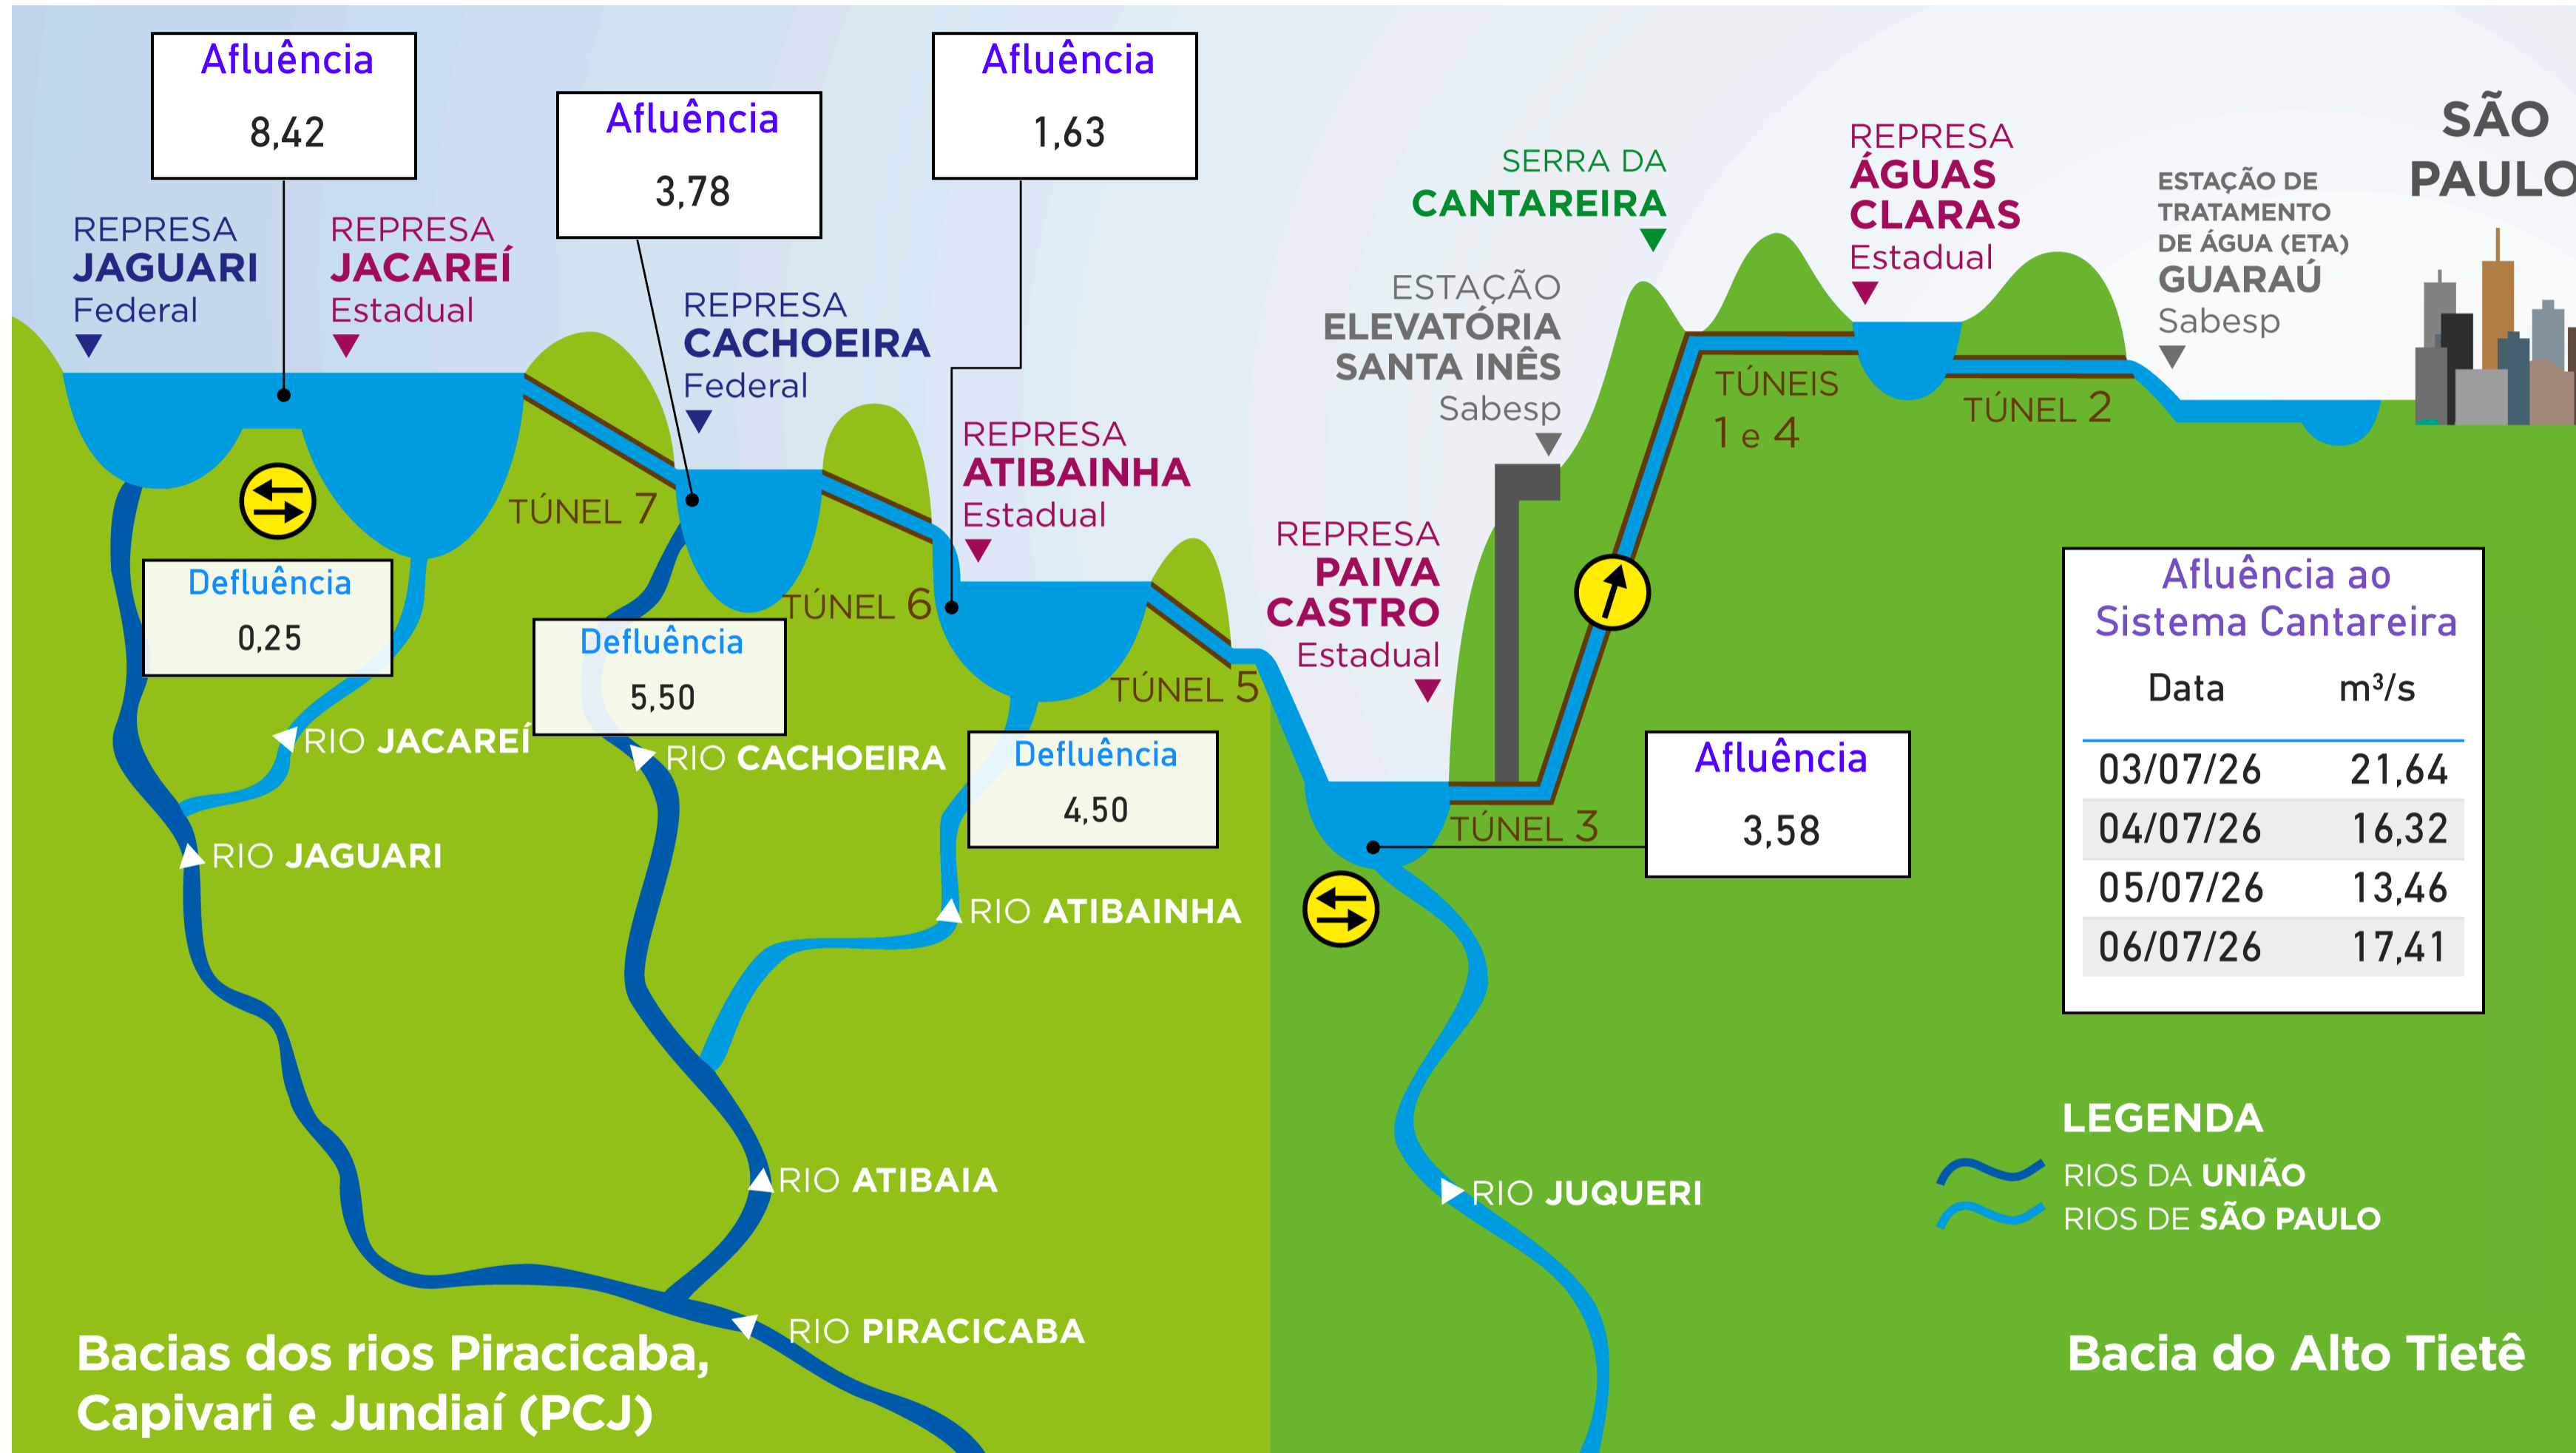 Afluência
8,42
Afluência
3,78
Afluência
1,63
REPRESA
JAGUARI
Federal
REPRESA
JACAREÍ
Estadual
REPRESA
CACHOEIRA
Federal
REPRESA
ATIBAINHA
Estadual
SERRA DA
CANTAREIRA
ESTAÇÃO
ELEVATÓRIA
SANTA INÊS
Sabesp
REPRESA
ÁGUAS
CLARAS
Estadual
ESTAÇÃO DE
TRATAMENTO
DE ÁGUA (ETA)
GUARAÚ
Sabesp
SÃO
PAULO
TÚNEL 7
TÚNEL 6
TÚNEL 5
REPRESA
PAIVA
CASTRO
Estadual
TÚNEIS
1 e 4
TÚNEL 2
TÚNEL 3
Defluência
0,25
Defluência
5,50
Defluência
4,50
Afluência
3,58
Afluência ao
Sistema Cantareira
Data m³/s
03/07/26 21,64
04/07/26 16,32
05/07/26 13,46
06/07/26 17,41
RIO JACAREÍ
RIO CACHOEIRA
RIO JAGUARI
RIO ATIBAINHA
RIO ATIBAIA
RIO JUQUERI
RIO PIRACICABA
LEGENDA
RIOS DA UNIÃO
RIOS DE SÃO PAULO
Bacias dos rios Piracicaba,
Capivari e Jundiaí (PCJ)
Bacia do Alto Tietê